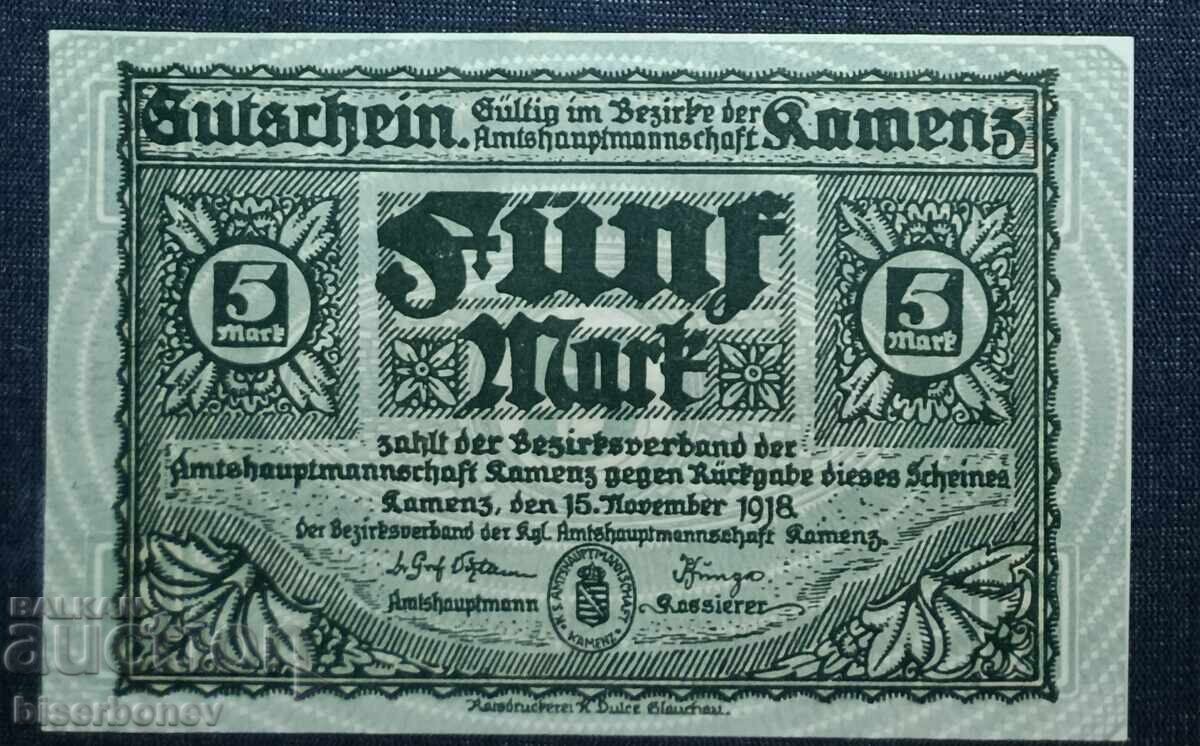 Gutschein. Gültig im Bezirke der Amtshauptmannschaft Kamenz
5 Mark
Fünf
Mark
5 Mark
zahlt der Bezirksverband der
Amtshauptmannschaft Kamenz gegen Rückgabe dieses Scheines
Kamenz, den 15. November 1918
Der Bezirksverband der Kgl. Amtshauptmannschaft Kamenz.
Amtshauptmann
Kassierer
K. S. AMTSHAUPTMANNSCHAFT KAMENZ
Dulce Glauchau.
BALKAN
auction
biserbonev